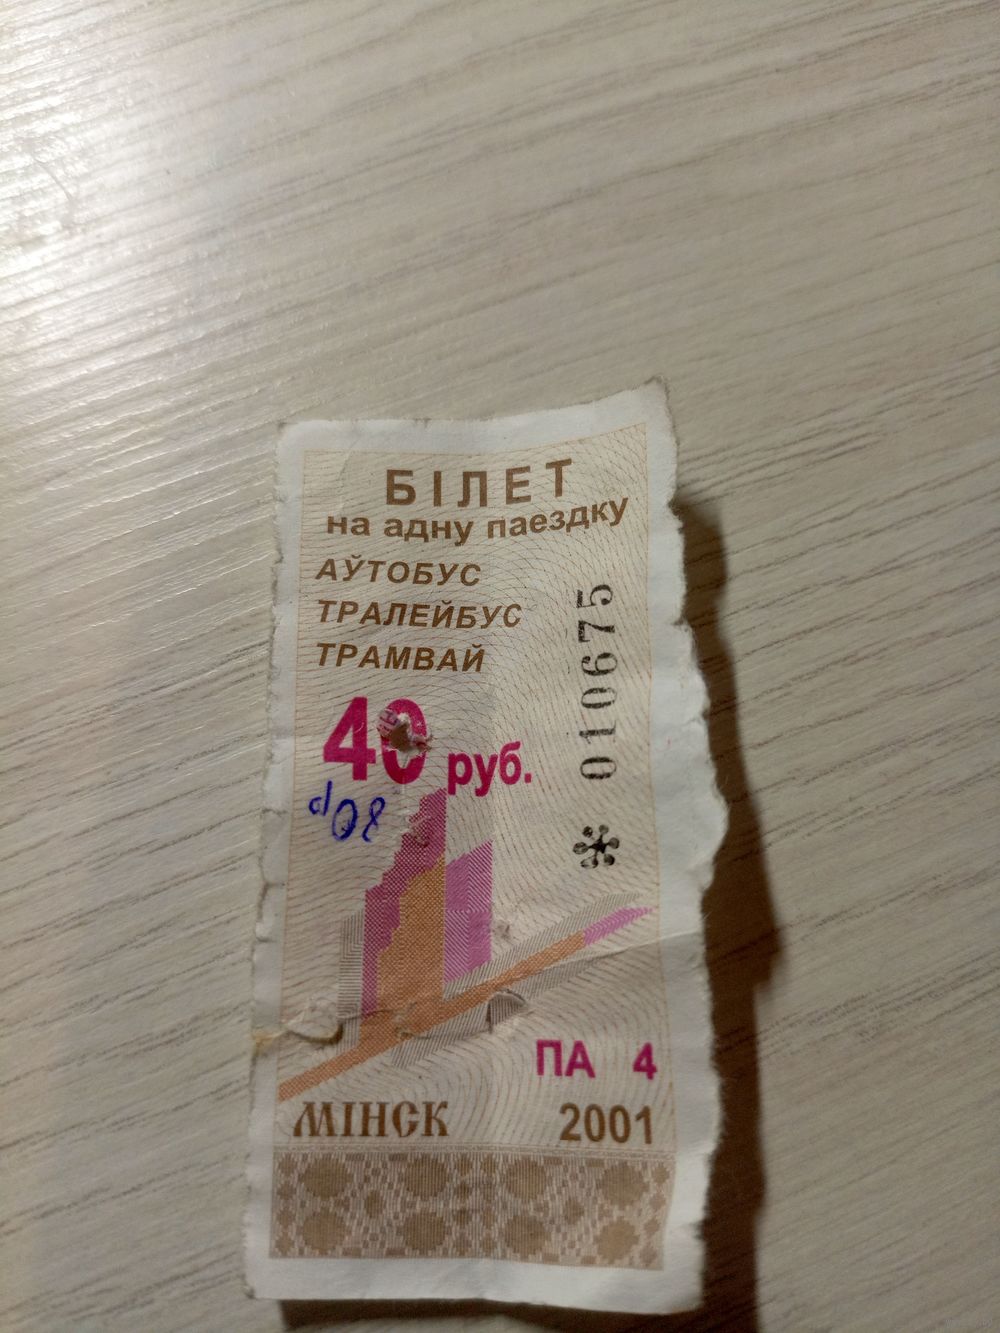 БІЛЕТ
на адну паездку
АЎТОБУС
ТРАЛЕЙБУС
ТРАМВАЙ
40 руб.
80р
010675
ПА 4
МІНСК 2001